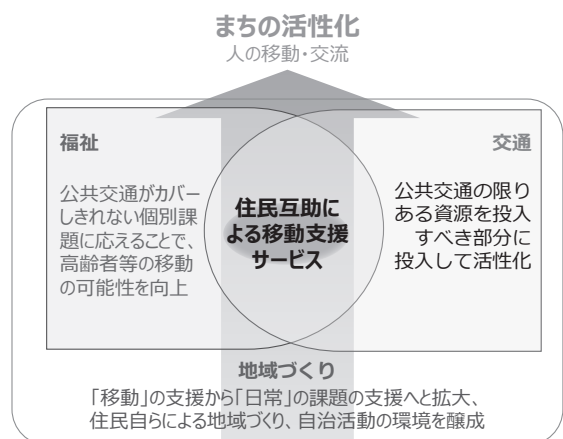 まちの活性化
人の移動・交流
福祉
公共交通がカバー
しきれない個別課
題に応えることで、
高齢者等の移動
の可能性を向上
住民互助に
よる移動支援
サービス
交通
公共交通の限り
ある資源を投入
すべき部分に
投入して活性化
地域づくり
「移動」の支援から「日常」の課題の支援へと拡大、
住民自らによる地域づくり、自治活動の環境を醸成